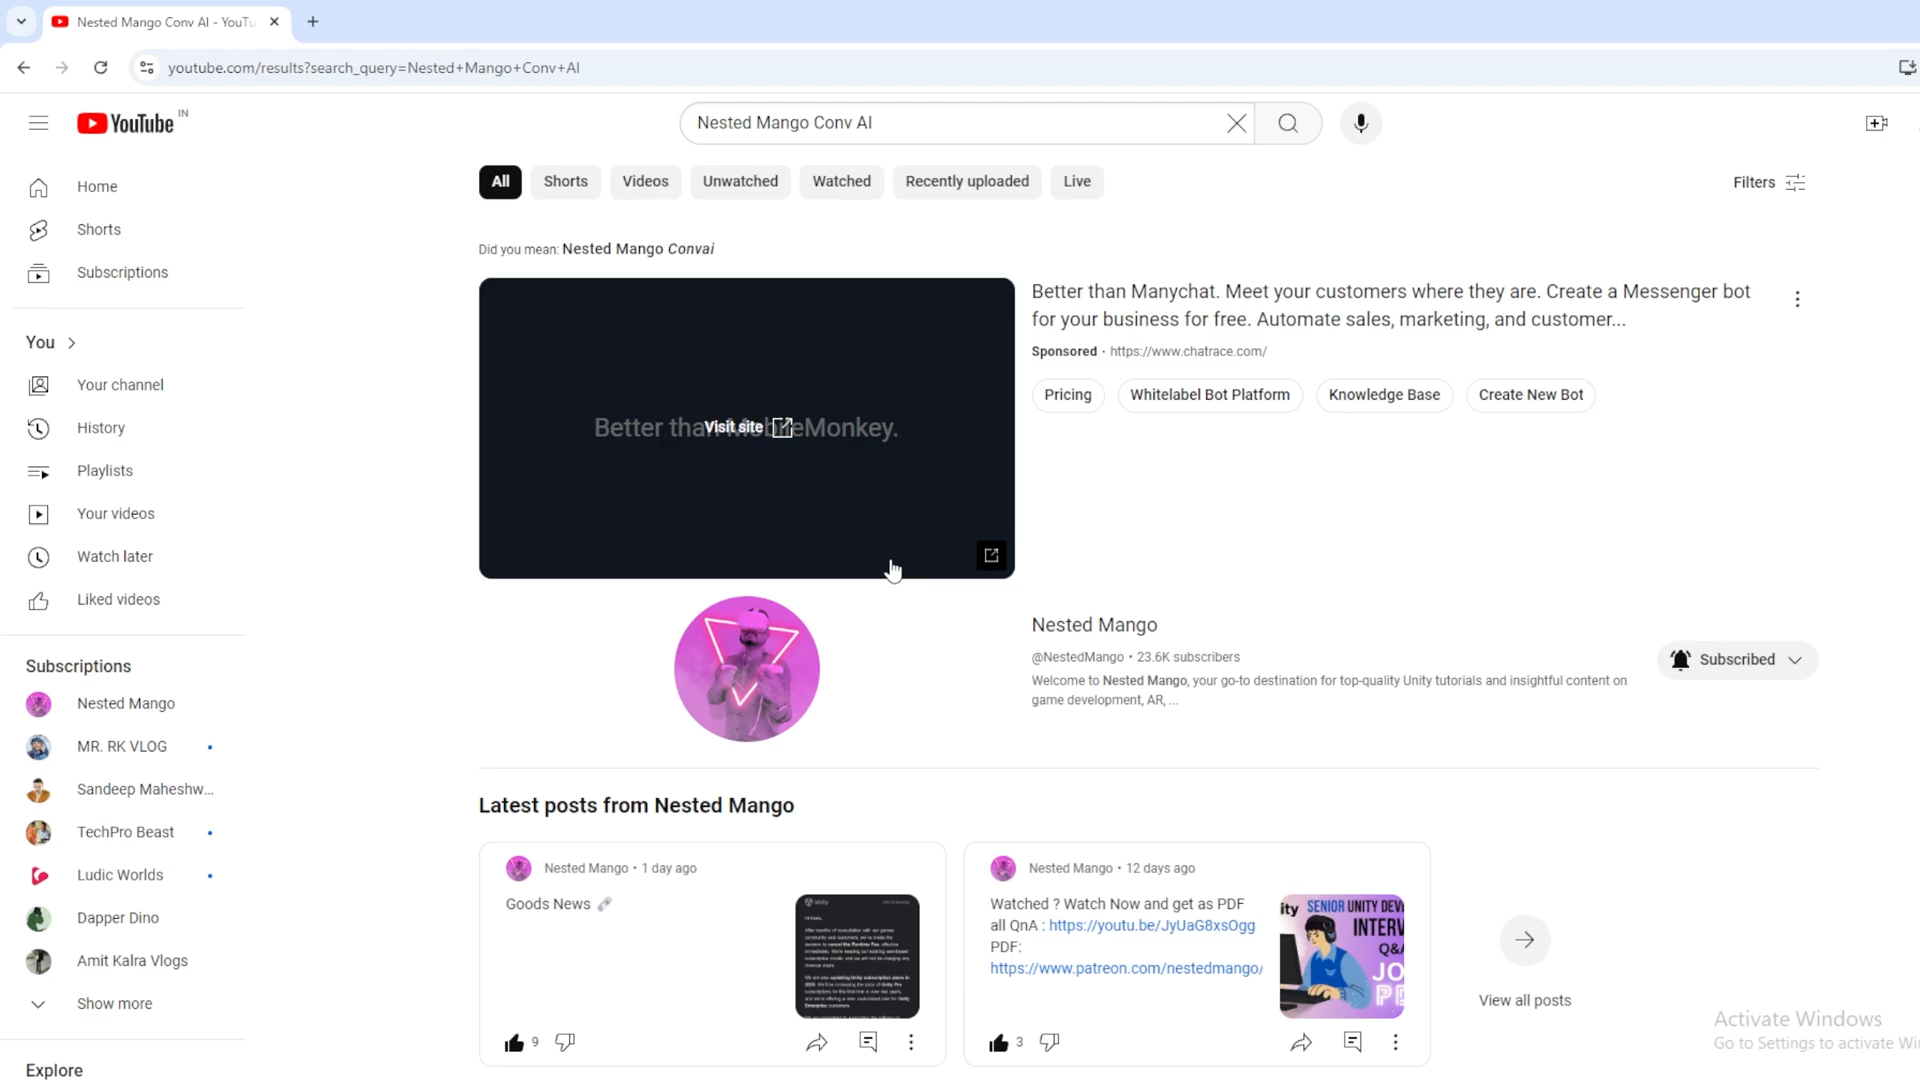 Nested Mango Conv AI - YouTu
youtube.com/results?search_query=Nested+Mango+Conv+AI
YouTube IN
Nested Mango Conv AI
Home
Shorts
Subscriptions
You
Your channel
History
Playlists
Your videos
Watch later
Liked videos
Subscriptions
Nested Mango
MR. RK VLOG
Sandeep Maheshw...
TechPro Beast
Ludic Worlds
Dapper Dino
Amit Kalra Vlogs
Show more
Explore
All Shorts Videos Unwatched Watched Recently uploaded Live
Filters
Did you mean: Nested Mango Convai
Better than MobileMonkey.
Visit site
Better than Manychat. Meet your customers where they are. Create a Messenger bot
for your business for free. Automate sales, marketing, and customer...
Sponsored · https://www.chatrace.com/
Pricing Whitelabel Bot Platform Knowledge Base Create New Bot
Nested Mango
@NestedMango • 23.6K subscribers
Welcome to Nested Mango, your go-to destination for top-quality Unity tutorials and insightful content on
game development, AR, ...
Subscribed
Latest posts from Nested Mango
Nested Mango • 1 day ago
Goods News
9
Nested Mango • 12 days ago
Watched ? Watch Now and get as PDF
all QnA : https://youtu.be/JyUaG8xsOgg
PDF:
https://www.patreon.com/nestedmango/
ity SENIOR UNITY DEV
INTERV
Q&A
JO
3
View all posts
Activate Windows
Go to Settings to activate Wi